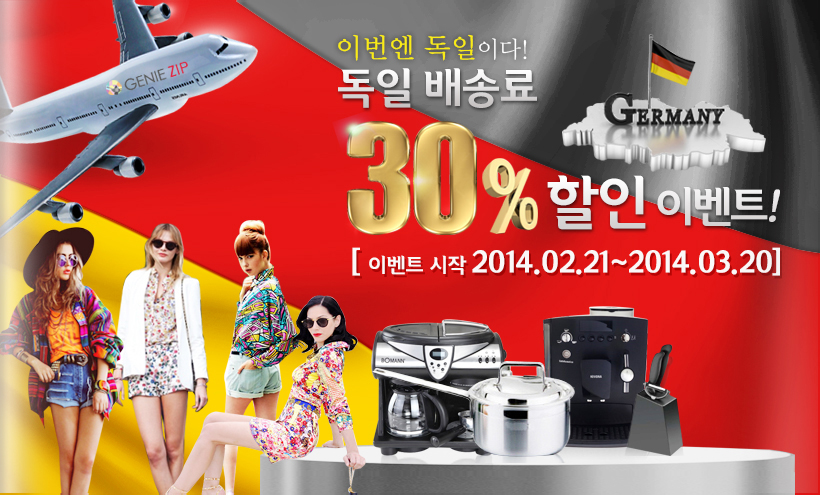 GENIE ZIP
이번엔 독일이다!
독일 배송료
30% 할인 이벤트!
[ 이벤트 시작 2014.02.21~2014.03.20]
GERMANY
BOMANN